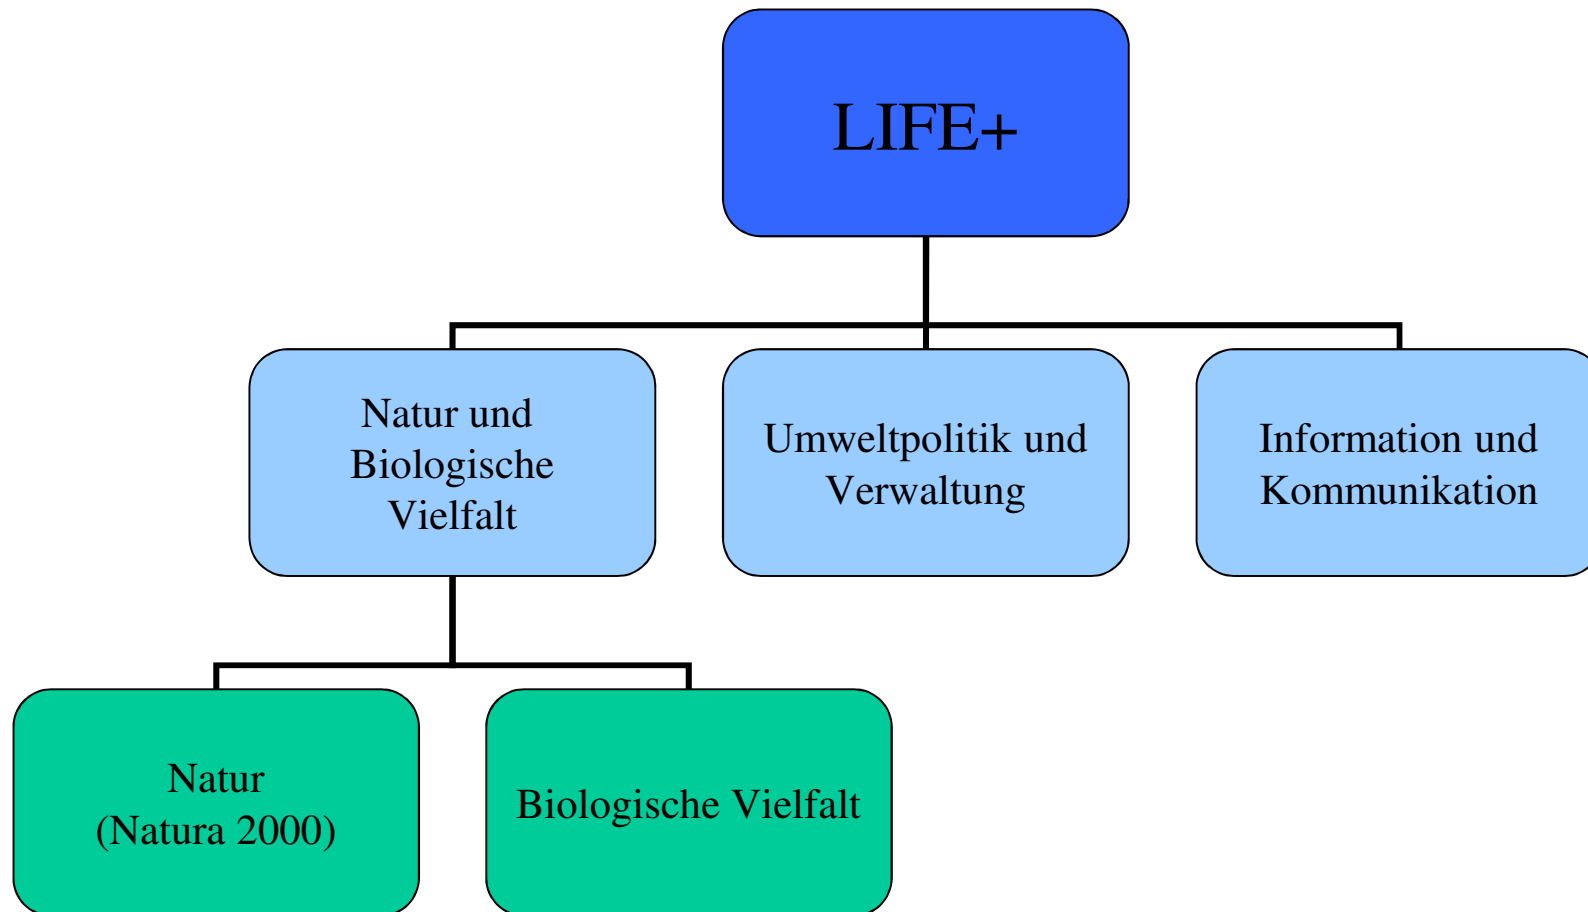 LIFE+
Natur und
Biologische
Vielfalt
Umweltpolitik und
Verwaltung
Information und
Kommunikation
Natur
(Natura 2000)
Biologische Vielfalt